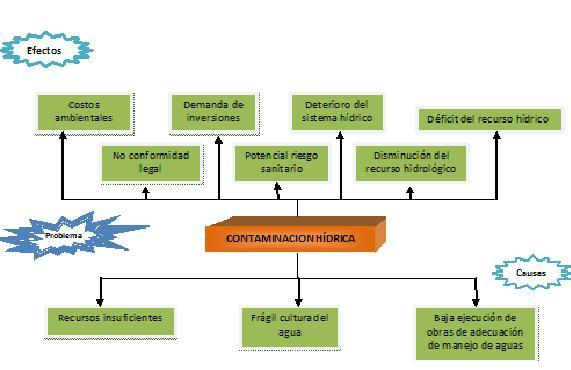 Efectos
Costos
ambientales
Demanda de
inversiones
Deterioro del
sistema hídrico
Déficit del recurso hídrico
No conformidad
legal
Potencial riesgo
sanitario
Disminución del
recurso hidrológico
Problema
CONTAMINACION HÍDRICA
Causas
Recursos insuficientes
Frágil cultura del
agua
Baja ejecución de
obras de adecuación
de manejo de aguas